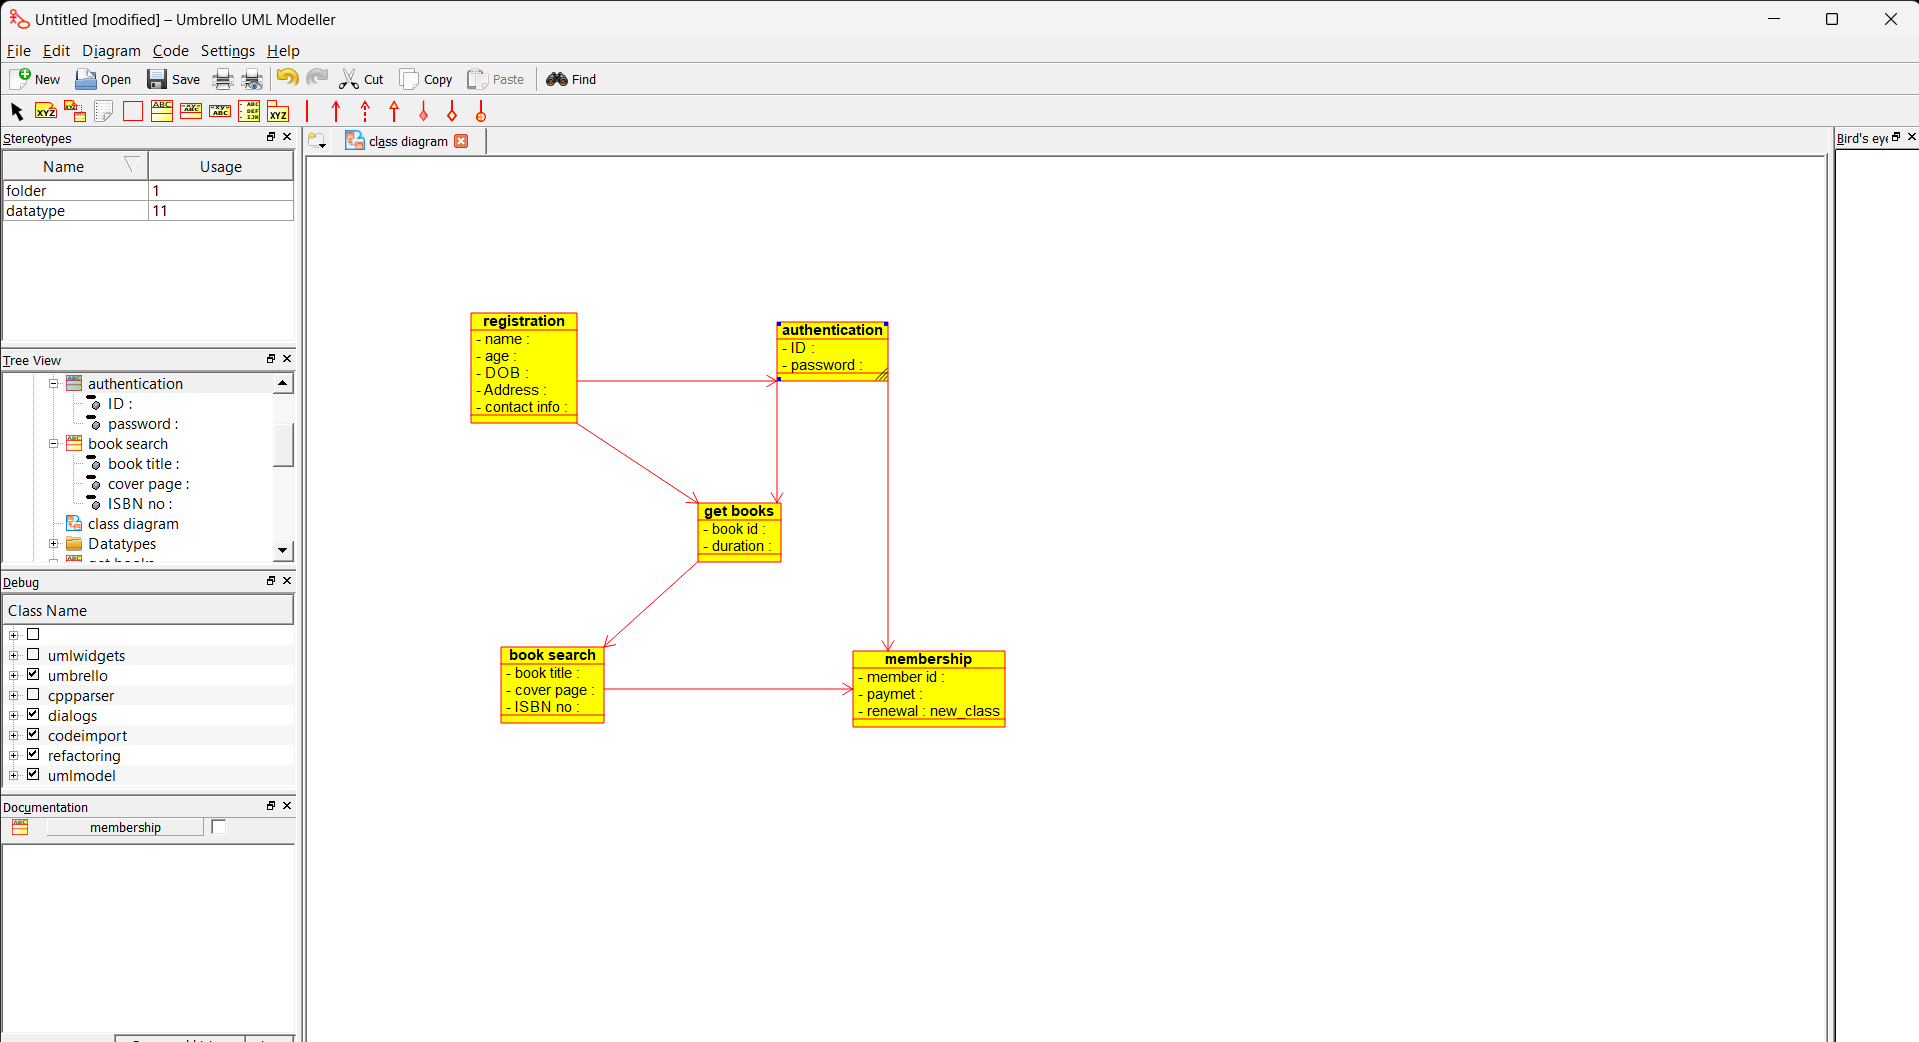 Untitled [modified] – Umbrello UML Modeller
File Edit Diagram Code Settings Help
New Open Save Cut Copy Paste Find
Stereotypes
Name Usage
folder 1
datatype 11
Tree View
authentication
ID :
password :
book search
book title :
cover page :
ISBN no :
class diagram
Datatypes
Debug
Class Name
umlwidgets
umbrello
cppparser
dialogs
codeimport
refactoring
umlmodel
Documentation
membership
class diagram
registration
- name :
- age :
- DOB :
- Address :
- contact info :
authentication
- ID :
- password :
get books
- book id :
- duration :
book search
- book title :
- cover page :
- ISBN no :
membership
- member id :
- paymet :
- renewal : new_class
Bird's eye